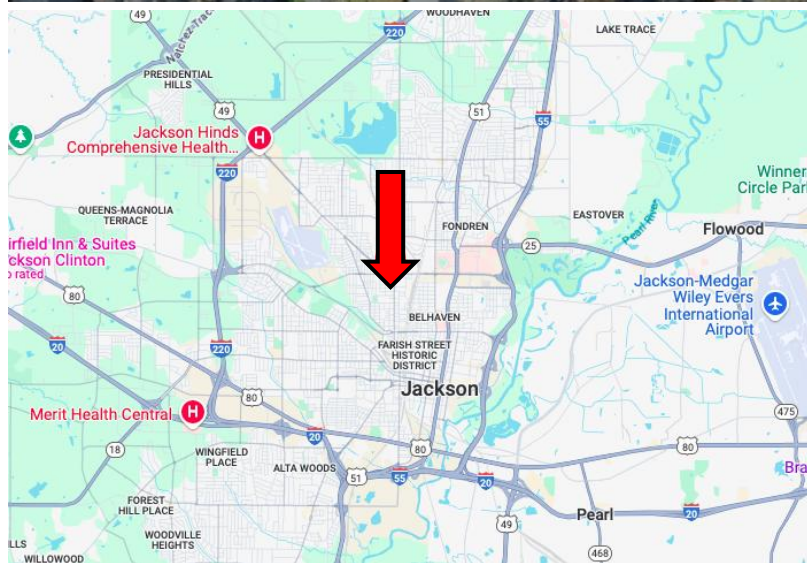 49
WOODHAVEN
220
LAKE TRACE
Natchez-Trac
PRESIDENTIAL
HILLS
49
51
55
Jackson Hinds
Comprehensive Health...
H
220
Winner
Circle Par
QUEENS-MAGNOLIA
TERRACE
FONDREN
EASTOVER
Pearl River
Flowood
25
irfield Inn & Suites
ckson Clinton
o rated
80
Jackson-Medgar
Wiley Evers
International
Airport
BELHAVEN
20
220
FARISH STREET
HISTORIC
DISTRICT
Jackson
80
Merit Health Central
H
475
18
20
80
80
WINGFIELD
PLACE
ALTA WOODS
51
55
20
Bra
FOREST
HILL PLACE
49
Pearl
20
WOODVILLE
HEIGHTS
LLS
WILLOWOOD
468